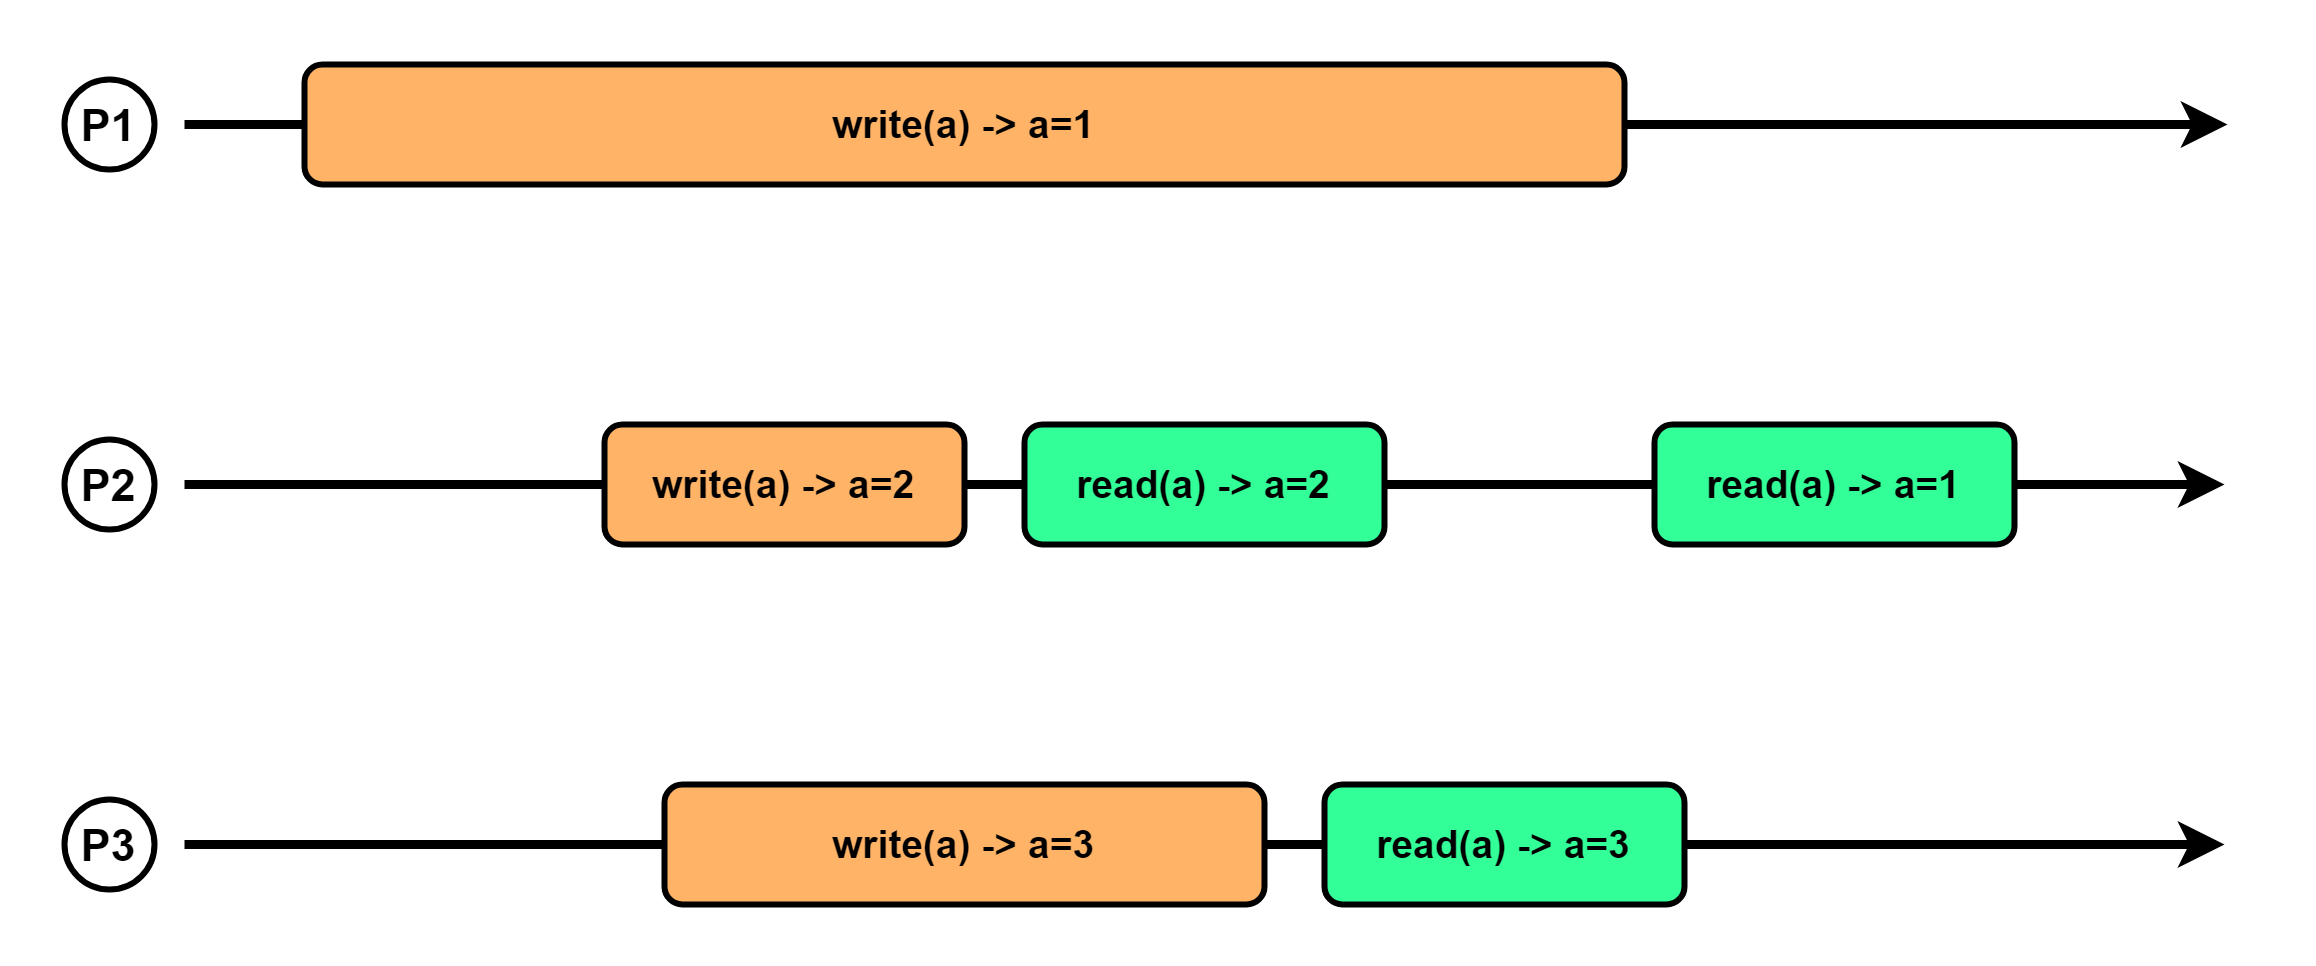 P1
write(a) -> a=1
P2
write(a) -> a=2
read(a) -> a=2
read(a) -> a=1
P3
write(a) -> a=3
read(a) -> a=3